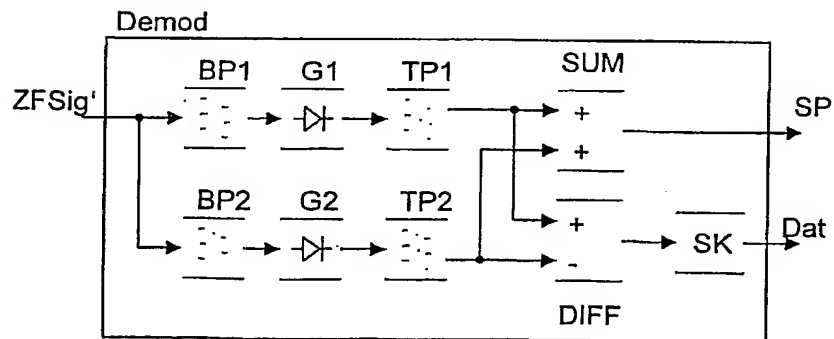 Demod
BP1 G1 TP1 SUM
ZFSig'
+
SP
+
BP2 G2 TP2
+
Dat
SK
-
DIFF